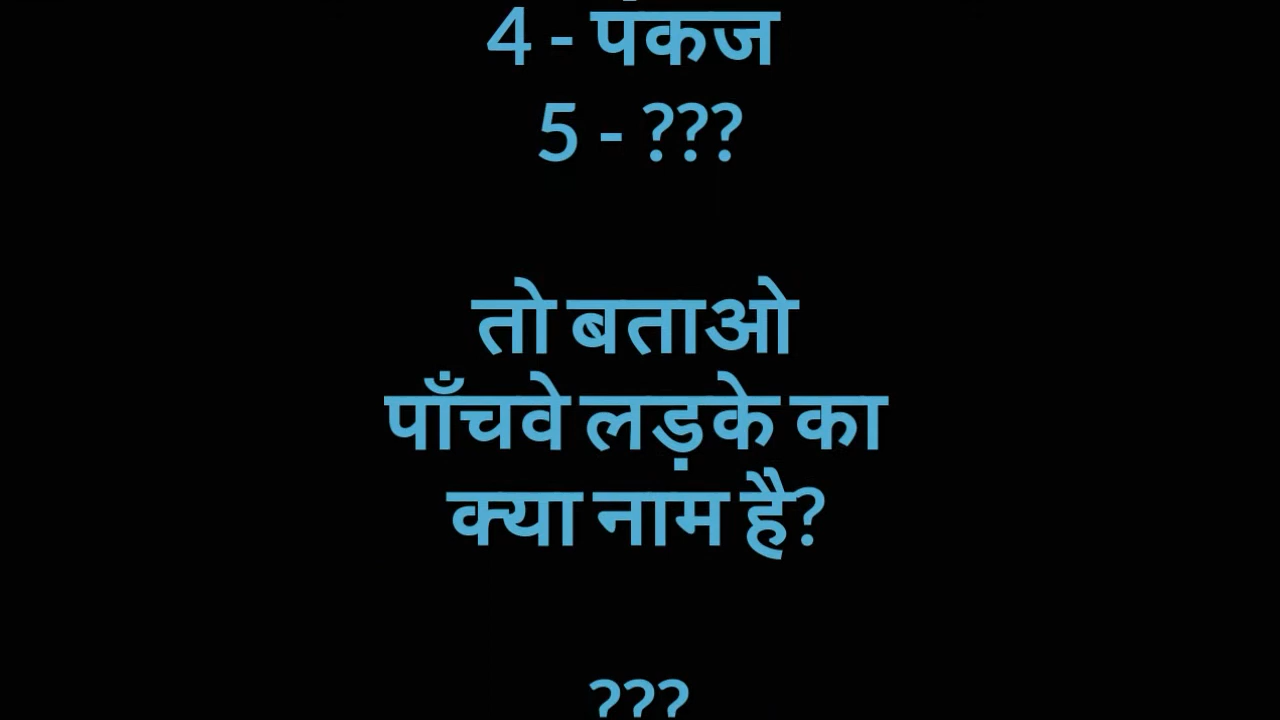 4 - पंकज
5 - ???
तो बताओ
पाँचवे लड़के का
क्या नाम है?
???